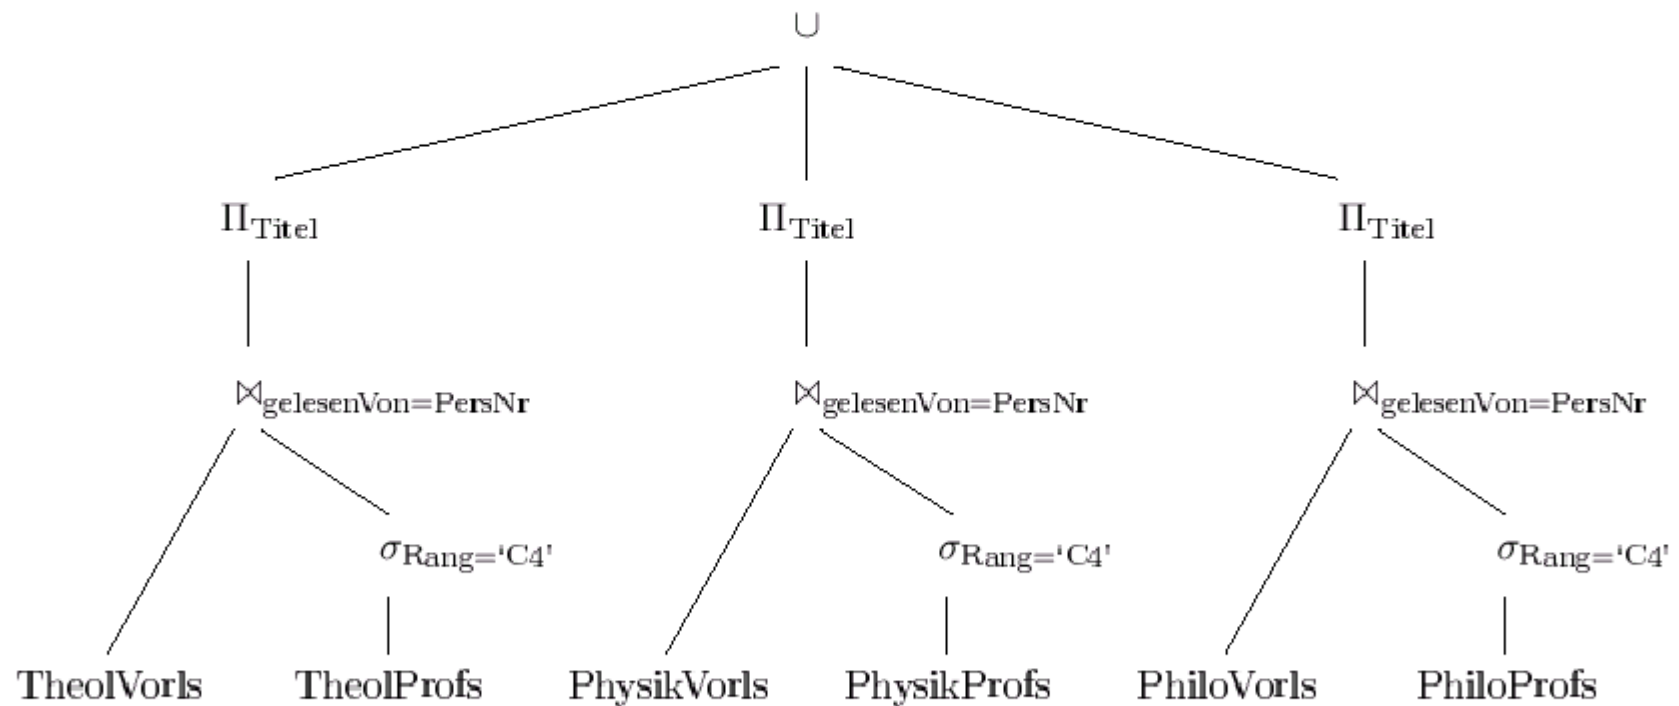 ∪
Π_Titel Π_Titel Π_Titel
⋈_gelesenVon=PersNr ⋈_gelesenVon=PersNr ⋈_gelesenVon=PersNr
σ_Rang=‘C4’ σ_Rang=‘C4’ σ_Rang=‘C4’
TheolVorls TheolProfs PhysikVorls PhysikProfs PhiloVorls PhiloProfs